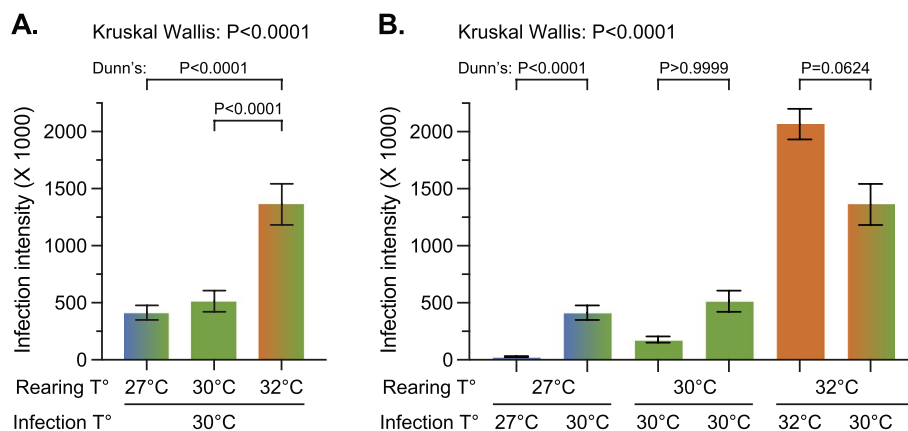 A.
Kruskal Wallis: P<0.0001
Dunn's: P<0.0001
P<0.0001
Infection intensity (X 1000)
2000
1500
1000
500
0
Rearing T° 27°C 30°C 32°C
Infection T° 30°C
B.
Kruskal Wallis: P<0.0001
Dunn's: P<0.0001 P>0.9999 P=0.0624
Infection intensity (X 1000)
2000
1500
1000
500
0
Rearing T° 27°C 30°C 32°C
Infection T° 27°C 30°C 30°C 30°C 32°C 30°C